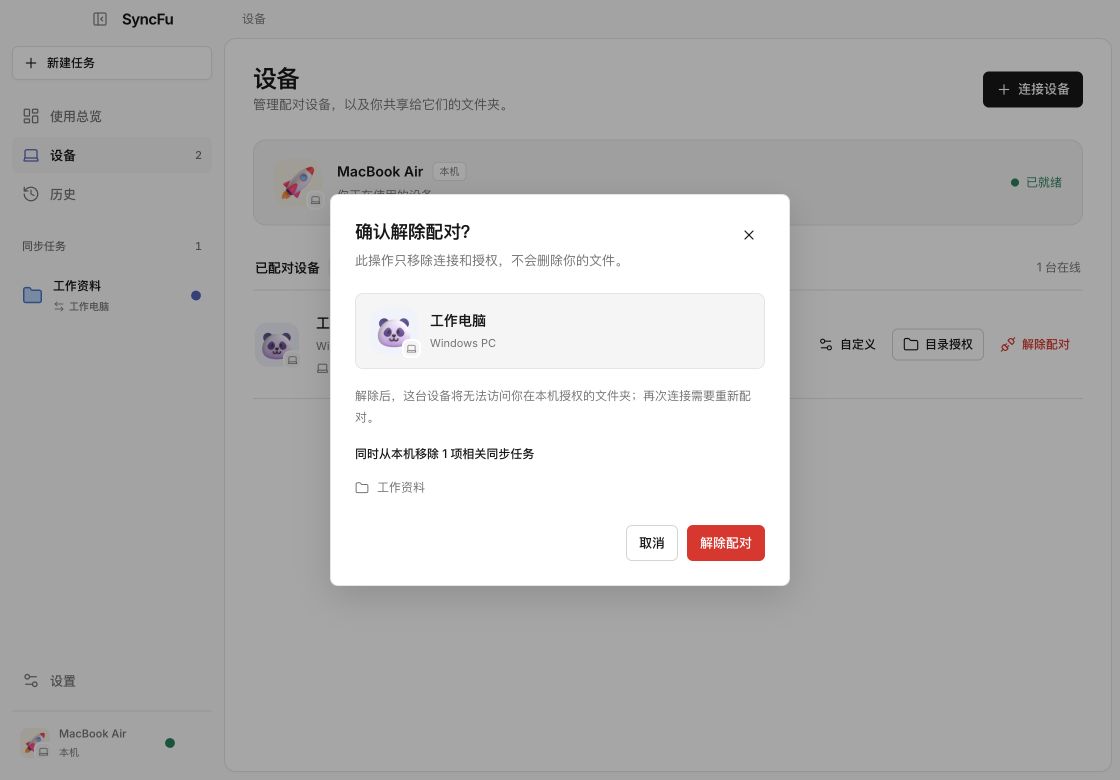 SyncFu
设备
新建任务
使用总览
设备 2
历史
同步任务 1
工作资料
工作电脑
设置
MacBook Air
本机
设备
管理配对设备，以及你共享给它们的文件夹。
连接设备
MacBook Air 本机
已就绪
已配对设备
1 台在线
自定义
目录授权
解除配对
确认解除配对?
此操作只移除连接和授权，不会删除你的文件。
工作电脑
Windows PC
解除后，这台设备将无法访问你在本机授权的文件夹；再次连接需要重新配
对。
同时从本机移除 1 项相关同步任务
工作资料
取消
解除配对